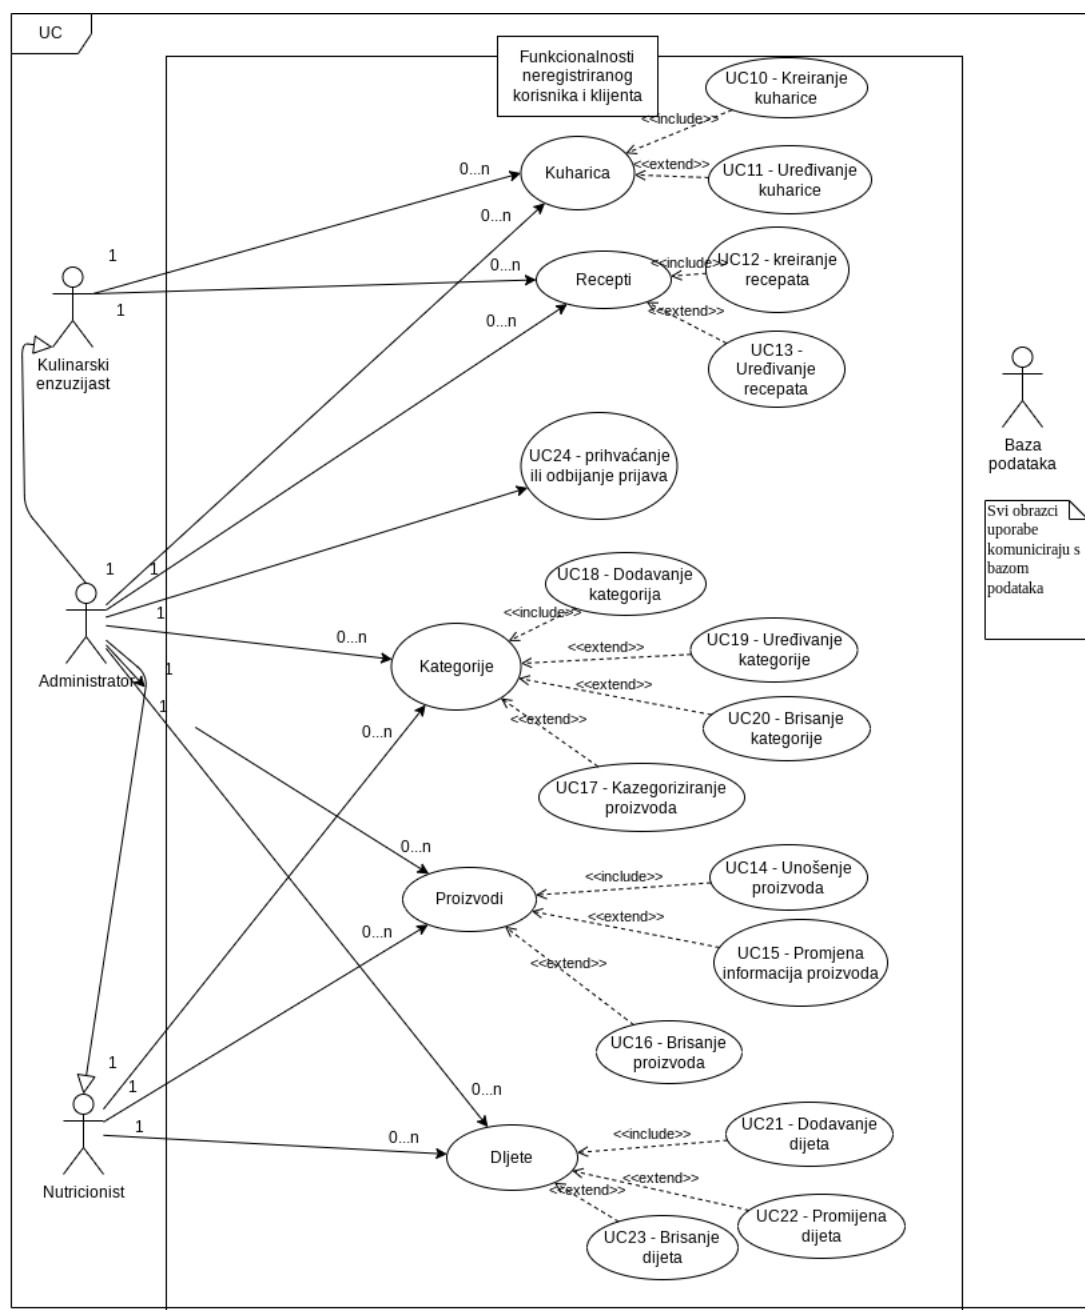 UC
Funkcionalnosti
neregistriranog
korisnika i klijenta
UC10 - Kreiranje
kuharice
<<include>>
Kuharica
<<extend>>
UC11 - Uređivanje
kuharice
0...n
0...n
1
Kulinarski
enzuzijast
1
0...n
Recepti
<<include>>
UC12 - kreiranje
recepata
0...n
<<extend>>
UC13 -
Uređivanje
recepata
Baza
podataka
Svi obrazci
uporabe
komuniciraju s
bazom
podataka
UC24 - prihvaćanje
ili odbijanje prijava
1
1
1
Administrator
1
1
UC18 - Dodavanje
kategorija
<<include>>
0...n
Kategorije
<<extend>>
UC19 - Uređivanje
kategorije
<<extend>>
UC20 - Brisanje
kategorije
<<extend>>
0...n
UC17 - Kazegoriziranje
proizvoda
0...n
Proizvodi
<<include>>
UC14 - Unošenje
proizvoda
<<extend>>
UC15 - Promjena
informacija proizvoda
0...n
<<extend>>
UC16 - Brisanje
proizvoda
1
1
1
Nutricionist
0...n
0...n
DIjete
<<include>>
UC21 - Dodavanje
dijeta
<<extend>>
UC22 - Promijena
dijeta
<<extend>>
UC23 - Brisanje
dijeta